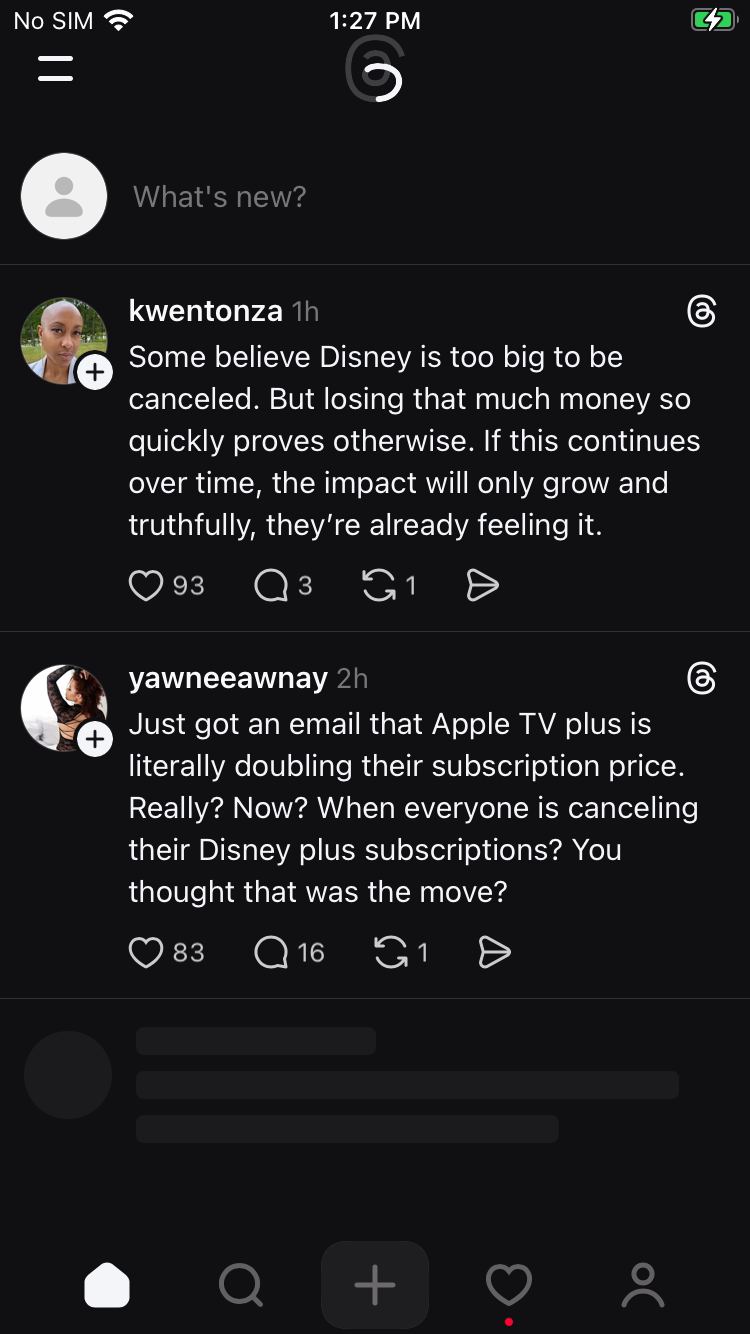 No SIM 1:27 PM
What's new?
kwentonza 1h
Some believe Disney is too big to be
canceled. But losing that much money so
quickly proves otherwise. If this continues
over time, the impact will only grow and
truthfully, they’re already feeling it.
93 3 1
yawneeawnay 2h
Just got an email that Apple TV plus is
literally doubling their subscription price.
Really? Now? When everyone is canceling
their Disney plus subscriptions? You
thought that was the move?
83 16 1